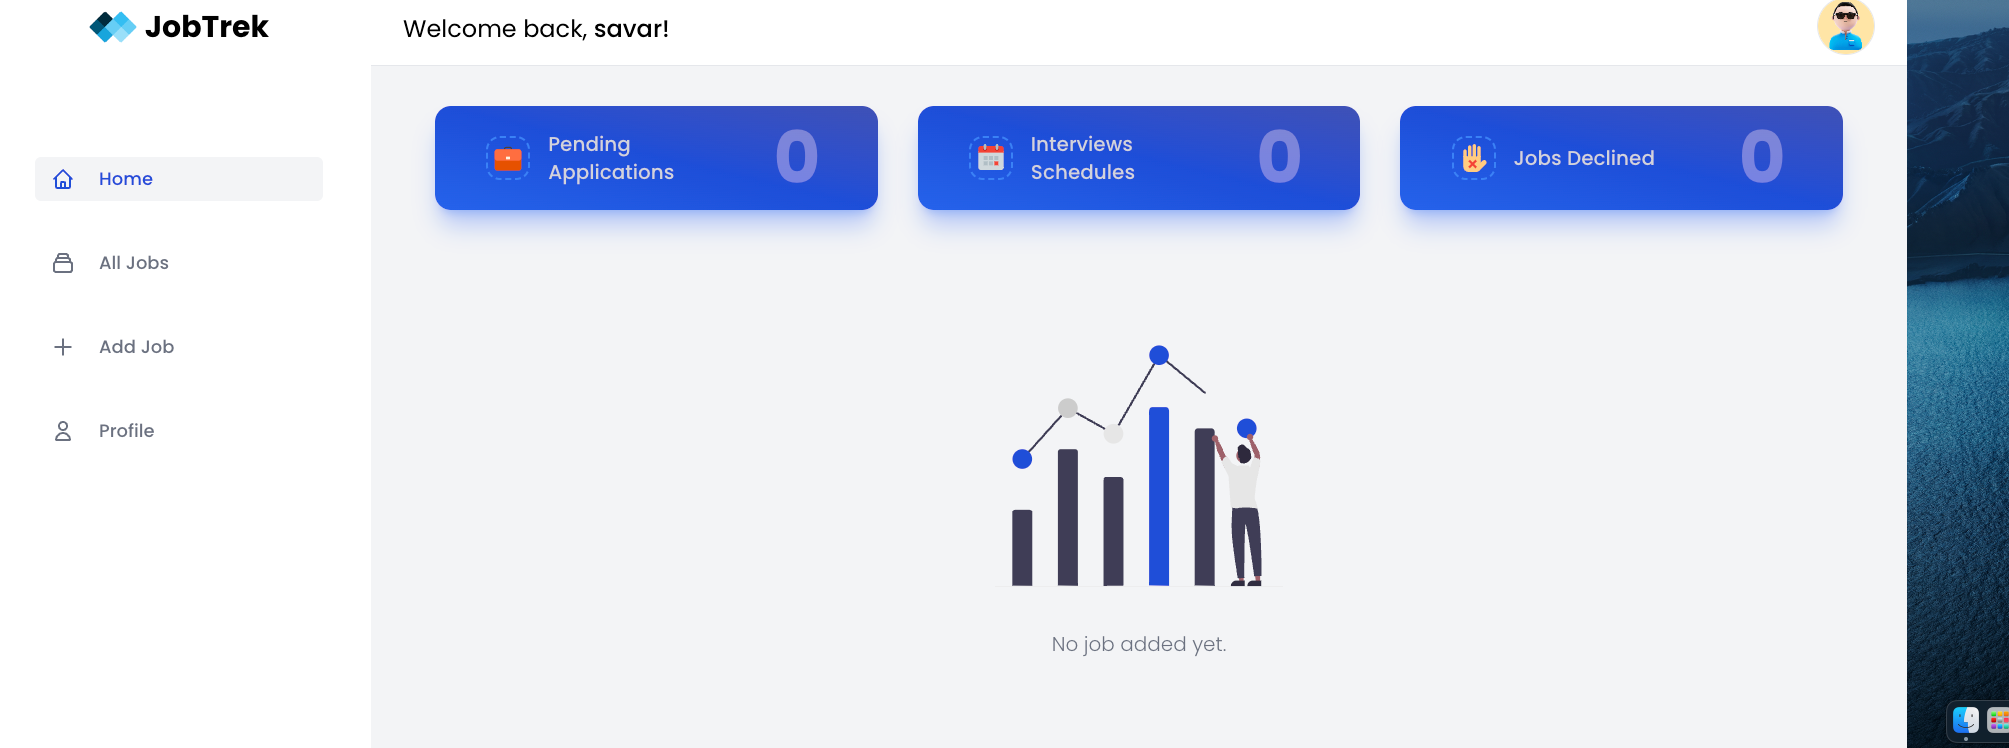 JobTrek
Welcome back, savar!
Home
All Jobs
Add Job
Profile
Pending
Applications
0
Interviews
Schedules
0
Jobs Declined
0
No job added yet.